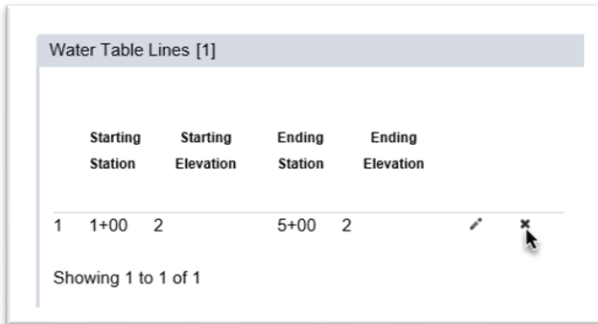 Water Table Lines [1]
Starting Starting Ending Ending
Station Elevation Station Elevation
1 1+00 2 5+00 2
Showing 1 to 1 of 1